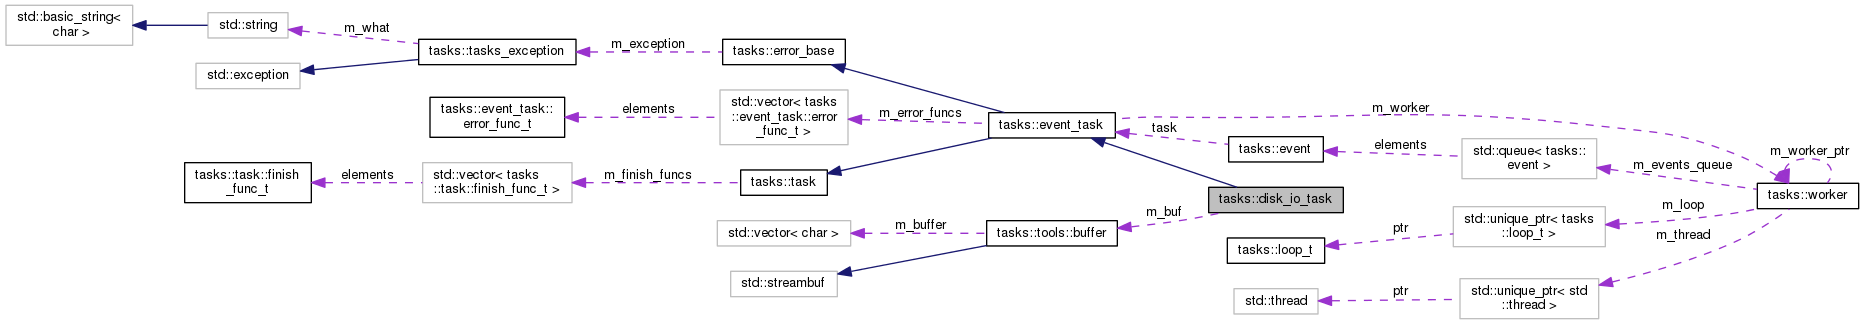 std::basic_string<
char >
std::string
m_what
tasks::tasks_exception
m_exception
tasks::error_base
std::exception
tasks::event_task::
error_func_t
elements
std::vector< tasks
::event_task::error
_func_t >
m_error_funcs
tasks::event_task
m_worker
task
tasks::event
elements
std::queue< tasks::
event >
m_events_queue
m_worker_ptr
tasks::worker
tasks::task::finish
_func_t
elements
std::vector< tasks
::task::finish_func_t >
m_finish_funcs
tasks::task
tasks::disk_io_task
m_buf
std::vector< char >
m_buffer
tasks::tools::buffer
std::streambuf
tasks::loop_t
ptr
std::unique_ptr< tasks
::loop_t >
m_loop
m_thread
std::thread
ptr
std::unique_ptr< std
::thread >